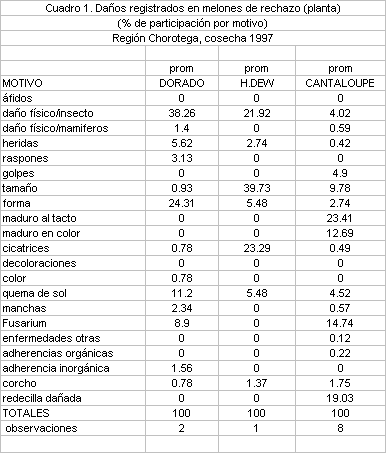 Cuadro 1. Daños registrados en melones de rechazo (planta)
(% de participación por motivo)
Región Chorotega, cosecha 1997
prom prom prom
MOTIVO DORADO H.DEW CANTALOUPE
áfidos 0 0 0
daño físico/insecto 38.26 21.92 4.02
daño físico/mamiferos 1.4 0 0.59
heridas 5.62 2.74 0.42
raspones 3.13 0 0
golpes 0 4.9
tamaño 0.93 39.73 9.78
forma 24.31 5.48 2.74
maduro al tacto 0 0 23.41
maduro en color 0 0 12.69
cicatrices 0.78 23.29 0.49
decoloraciones 0 0 0
color 0.78 0 0
quema de sol 11.2 5.48 4.52
manchas 2.34 0 0.57
Fusarium 8.9 0 14.74
enfermedades otras 0 0 0.12
adherencias orgánicas 0 0 0.22
adherencia inorgánica 1.56 0 0
corcho 0.78 1.37 1.75
redecilla dañada 0 0 19.03
TOTALES 100 100 100
observaciones 2 1 8